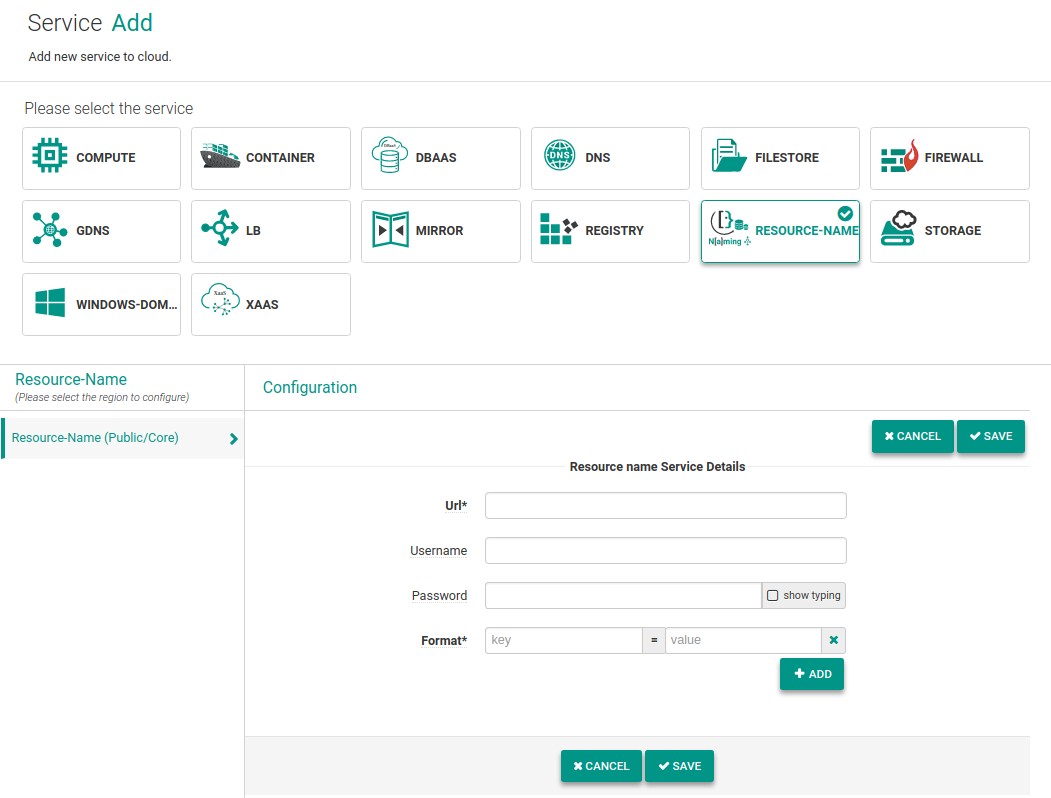 Service Add
Add new service to cloud.
Please select the service
COMPUTE
CONTAINER
DBaaS
DBAAS
DNS
DNS
FILESTORE
FIREWALL
GDNS
LB
MIRROR
REGISTRY
N[a]ming
RESOURCE-NAME
STORAGE
WINDOWS-DOM...
XaaS
XAAS
Resource-Name
(Please select the region to configure)
Resource-Name (Public/Core)
Configuration
CANCEL
SAVE
Resource name Service Details
Url*
Username
Password
show typing
Format*
key
=
value
ADD
CANCEL
SAVE